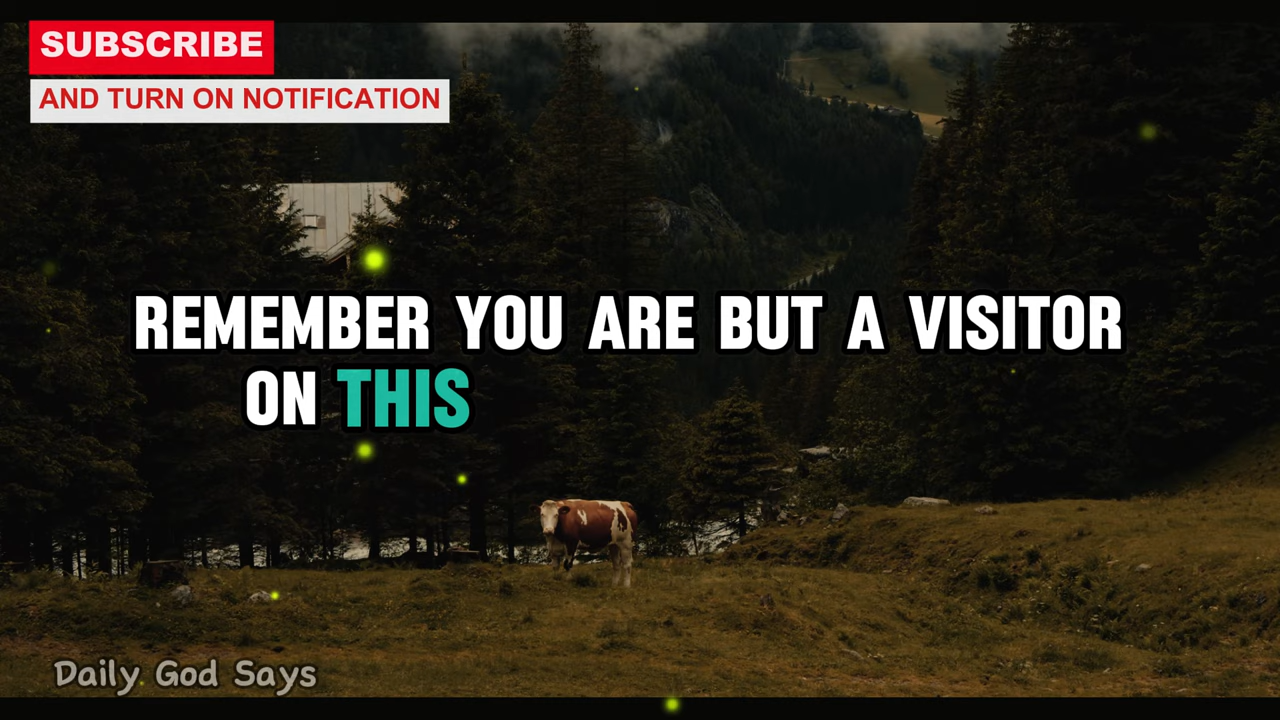 SUBSCRIBE
AND TURN ON NOTIFICATION
REMEMBER YOU ARE BUT A VISITOR
ON THIS
Daily God Says